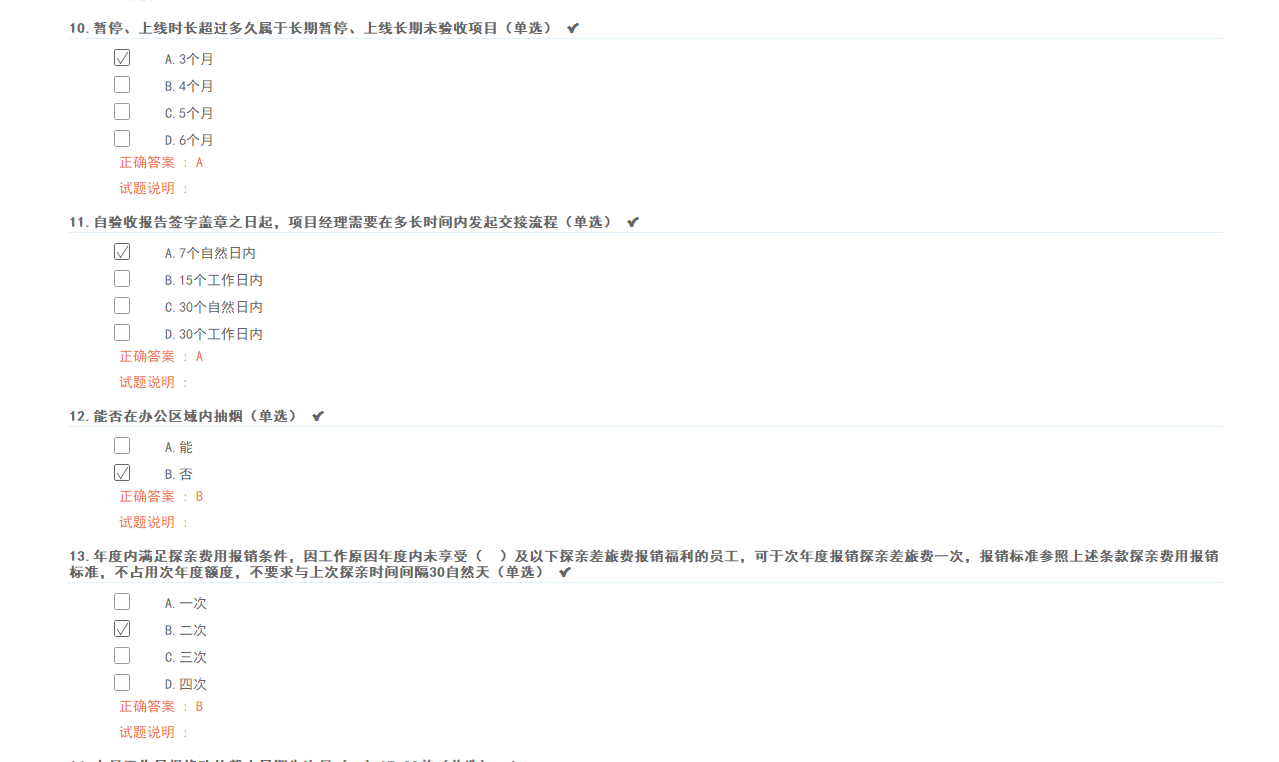 10. 暂停、上线时长超过多久属于长期暂停、上线长期未验收项目（单选）
A. 3个月
B. 4个月
C. 5个月
D. 6个月
正确答案 : A
试题说明 :
11. 自验收报告签字盖章之日起，项目经理需要在多长时间内发起交接流程（单选）
A. 7个自然日内
B. 15个工作日内
C. 30个自然日内
D. 30个工作日内
正确答案 : A
试题说明 :
12. 能否在办公区域内抽烟（单选）
A. 能
B. 否
正确答案 : B
试题说明 :
13. 年度内满足探亲费用报销条件，因工作原因年度内未享受（ ）及以下探亲差旅费报销福利的员工，可于次年度报销探亲差旅费一次，报销标准参照上述条款探亲费用报销
标准，不占用次年度额度，不要求与上次探亲时间间隔30自然天（单选）
A. 一次
B. 二次
C. 三次
D. 四次
正确答案 : B
试题说明 :